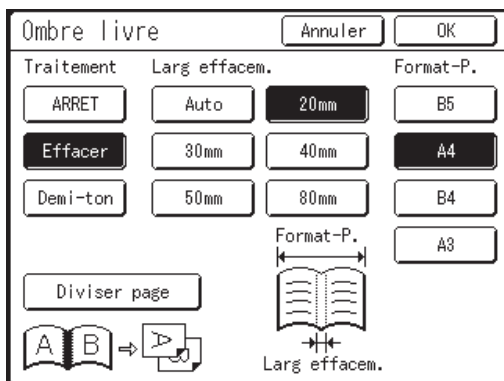 Ombre livre Annuler OK
Traitement Larg effacem. Format-P.
ARRET Auto 20mm B5
Effacer 30mm 40mm A4
Demi-ton 50mm 80mm B4
Format-P. A3
Diviser page
A B A B
Larg effacem.